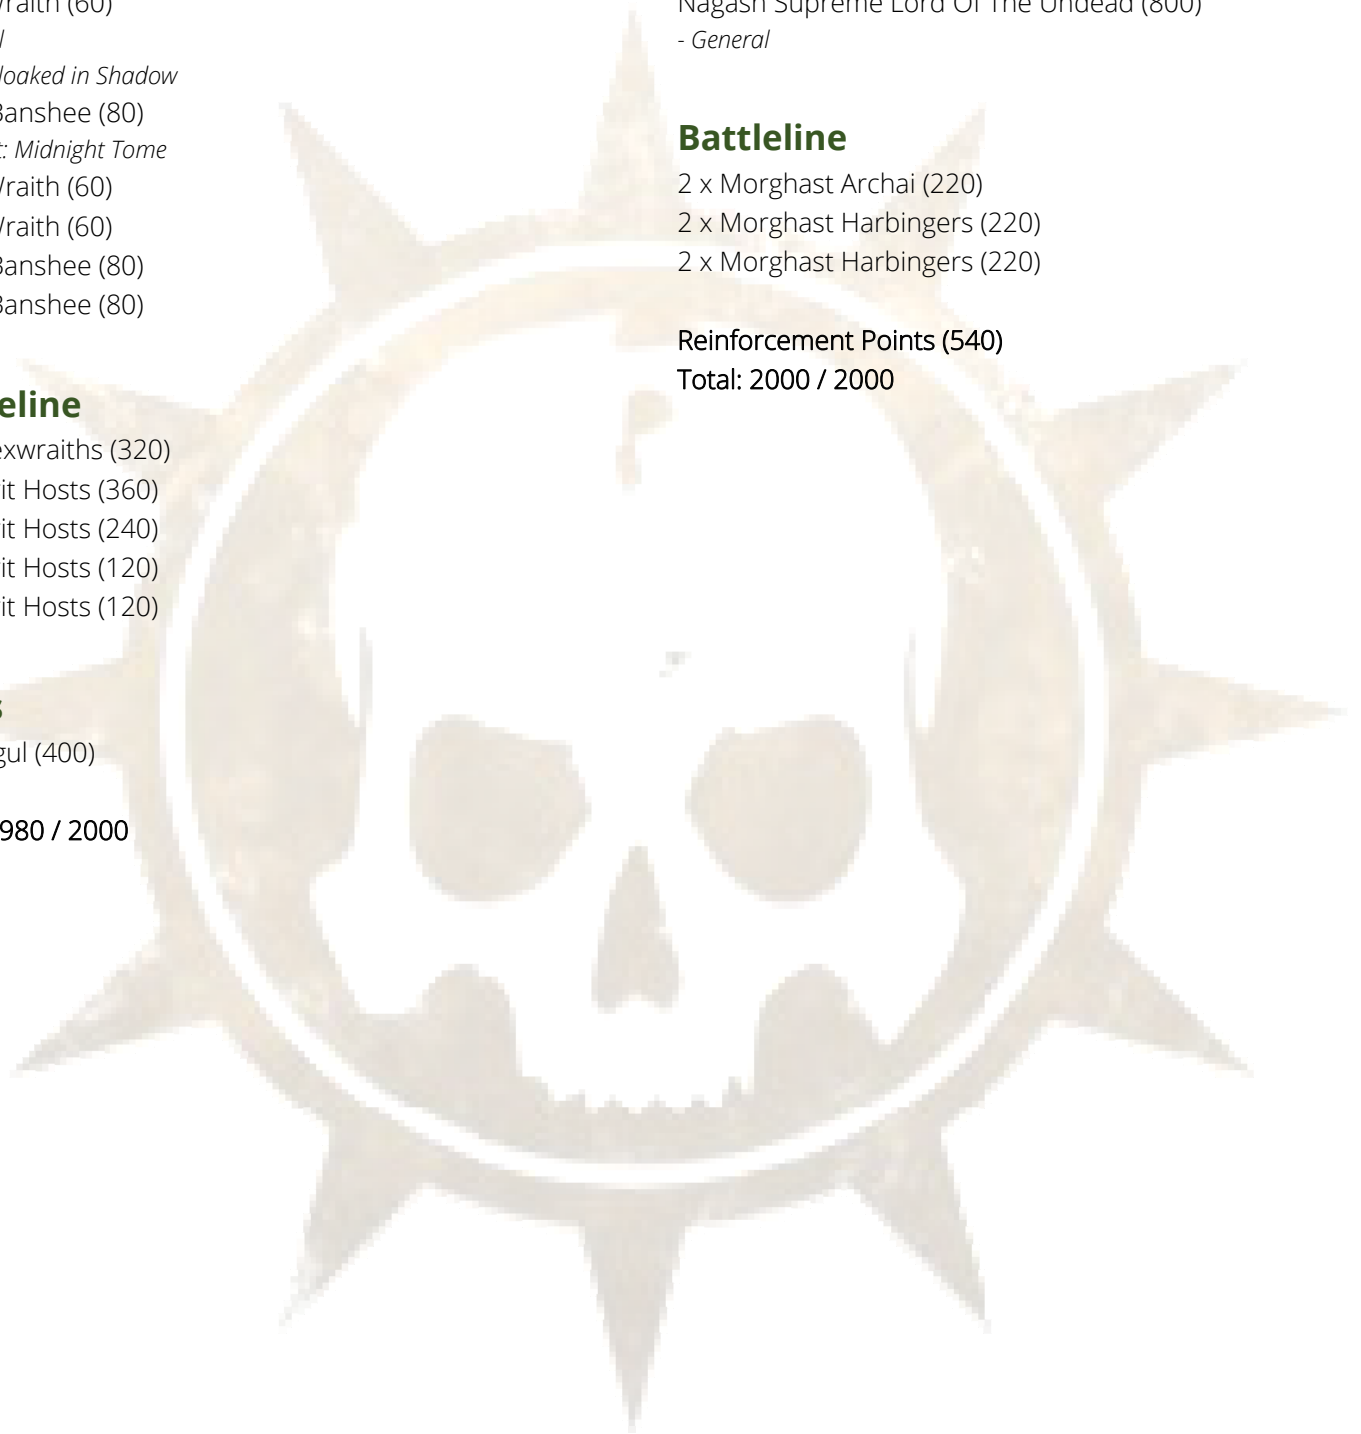 raith (60)
loaked in Shadow
Banshee (80)
: Midnight Tome
raith (60)
raith (60)
Banshee (80)
Banshee (80)
eline
exwraiths (320)
it Hosts (360)
it Hosts (240)
it Hosts (120)
it Hosts (120)
s
gul (400)
980 / 2000
Nagash Supreme Lord Of The Undead (800)
- General
Battleline
2 x Morghast Archai (220)
2 x Morghast Harbingers (220)
2 x Morghast Harbingers (220)
Reinforcement Points (540)
Total: 2000 / 2000